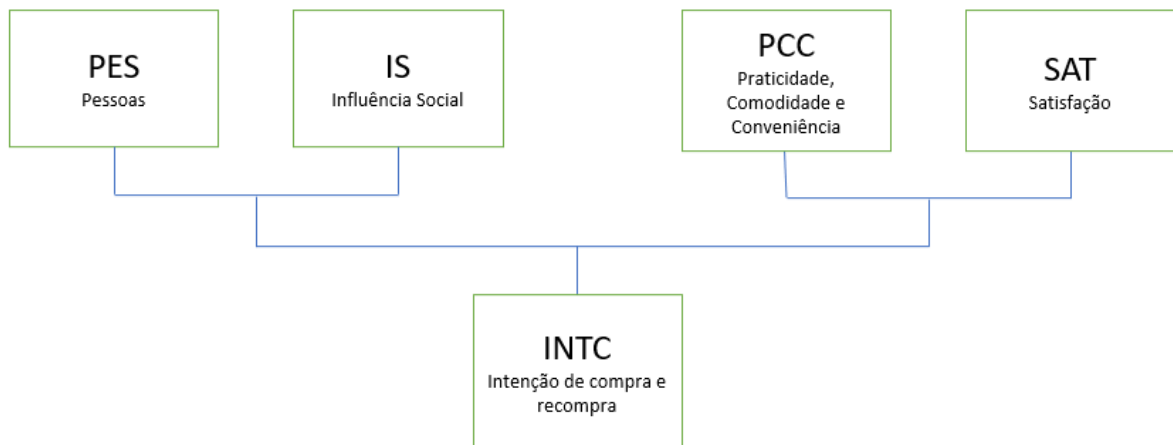 PES
Pessoas
IS
Influência Social
PCC
Praticidade,
Comodidade e
Conveniência
SAT
Satisfação
INTC
Intenção de compra e
recompra